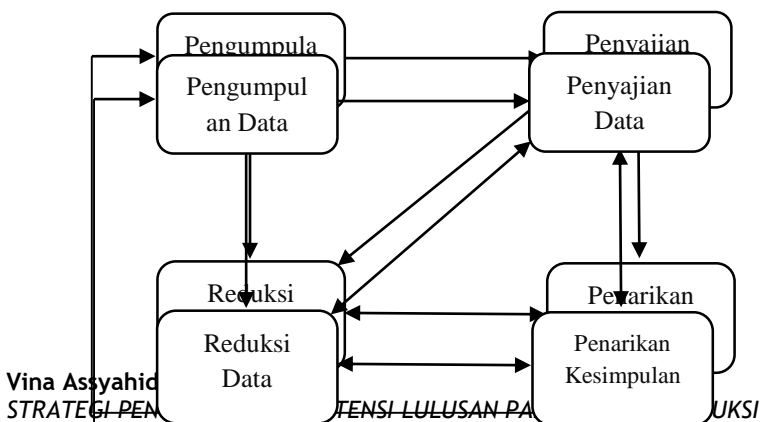 Pengumpula
Penyajian
Pengumpul
an Data
Penyajian
Data
Reduksi
Penarikan
Reduksi
Data
Penarikan
Kesimpulan
Vina Assyahid
STRATEGI PEN TENSI LULUSAN PA UKSI